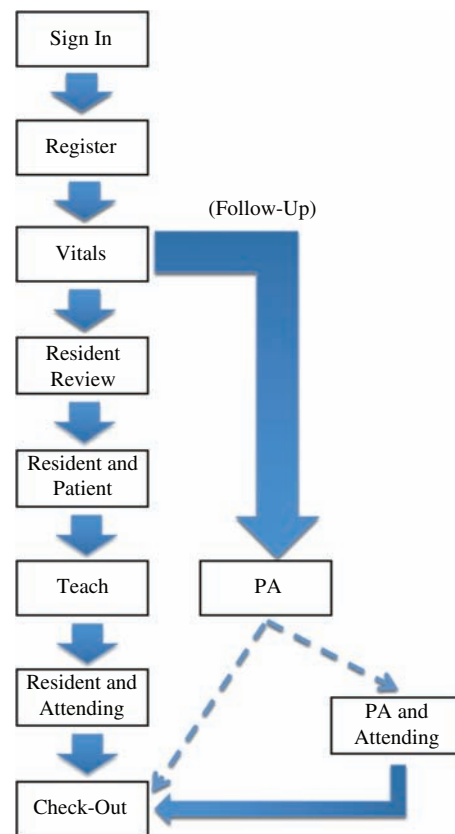 Sign In
Register
(Follow-Up)
Vitals
Resident
Review
Resident and
Patient
Teach
PA
Resident and
Attending
PA and
Attending
Check-Out